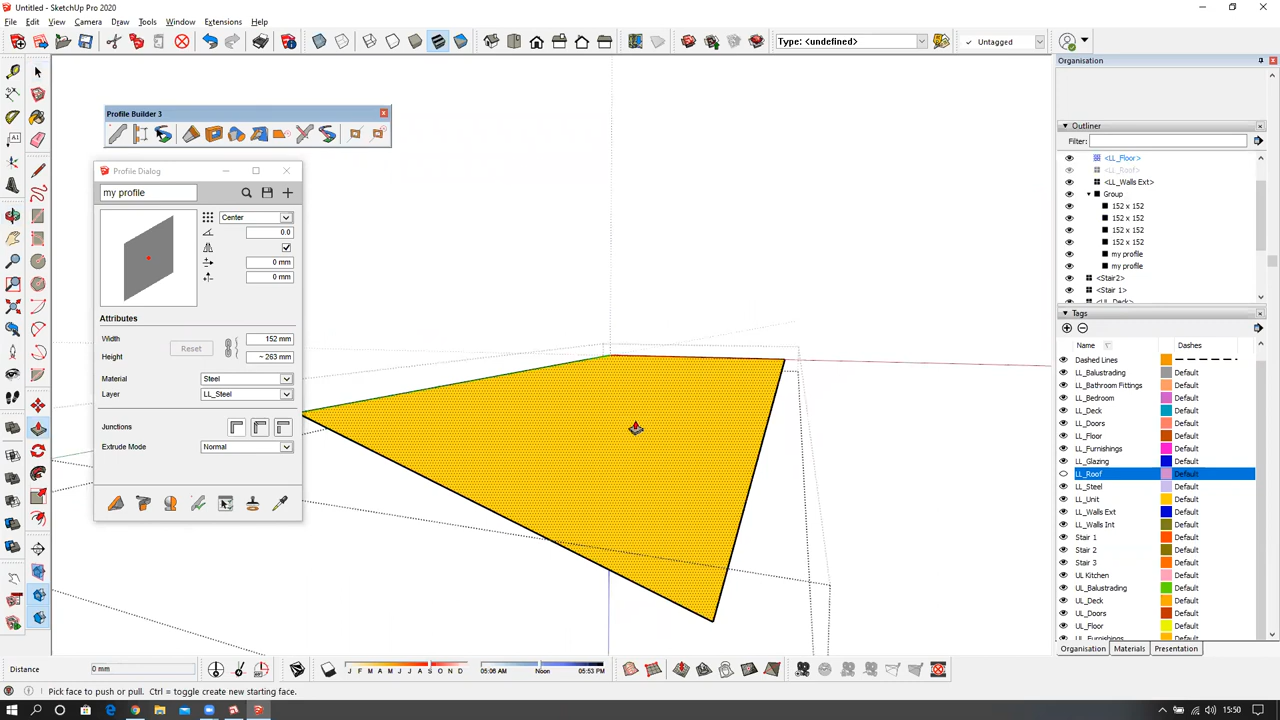 Untitled - SketchUp Pro 2020
File Edit View Camera Draw Tools Window Extensions Help
Type: <undefined>
Untagged
Organisation
Profile Builder 3
Profile Dialog
my profile
Center
0.0
0 mm
0 mm
Attributes
Width 152 mm
Reset
Height ~ 263 mm
Material Steel
Layer LL_Steel
Junctions
Extrude Mode Normal
Outliner
Filter:
<LL_Floor>
<LL_Roof>
<LL_Walls Ext>
Group
152 x 152
152 x 152
152 x 152
152 x 152
my profile
my profile
<Stair2>
<Stair 1>
<LL_Deck>
Tags
Name Dashes
Dashed Lines
LL_Balustrading Default
LL_Bathroom Fittings Default
LL_Bedroom Default
LL_Deck Default
LL_Doors Default
LL_Floor Default
LL_Furnishings Default
LL_Glazing Default
LL_Roof Default
LL_Steel Default
LL_Unit Default
LL_Walls Ext Default
LL_Walls Int Default
Stair 1 Default
Stair 2 Default
Stair 3 Default
UL Kitchen Default
UL_Balustrading Default
UL_Deck Default
UL_Doors Default
UL_Floor Default
UL_Furnishings Default
Organisation Materials Presentation
Distance 0 mm
J F M A M J J A S O N D
05:06 AM Noon 05:53 PM
Pick face to push or pull. Ctrl = toggle create new starting face.
15:50